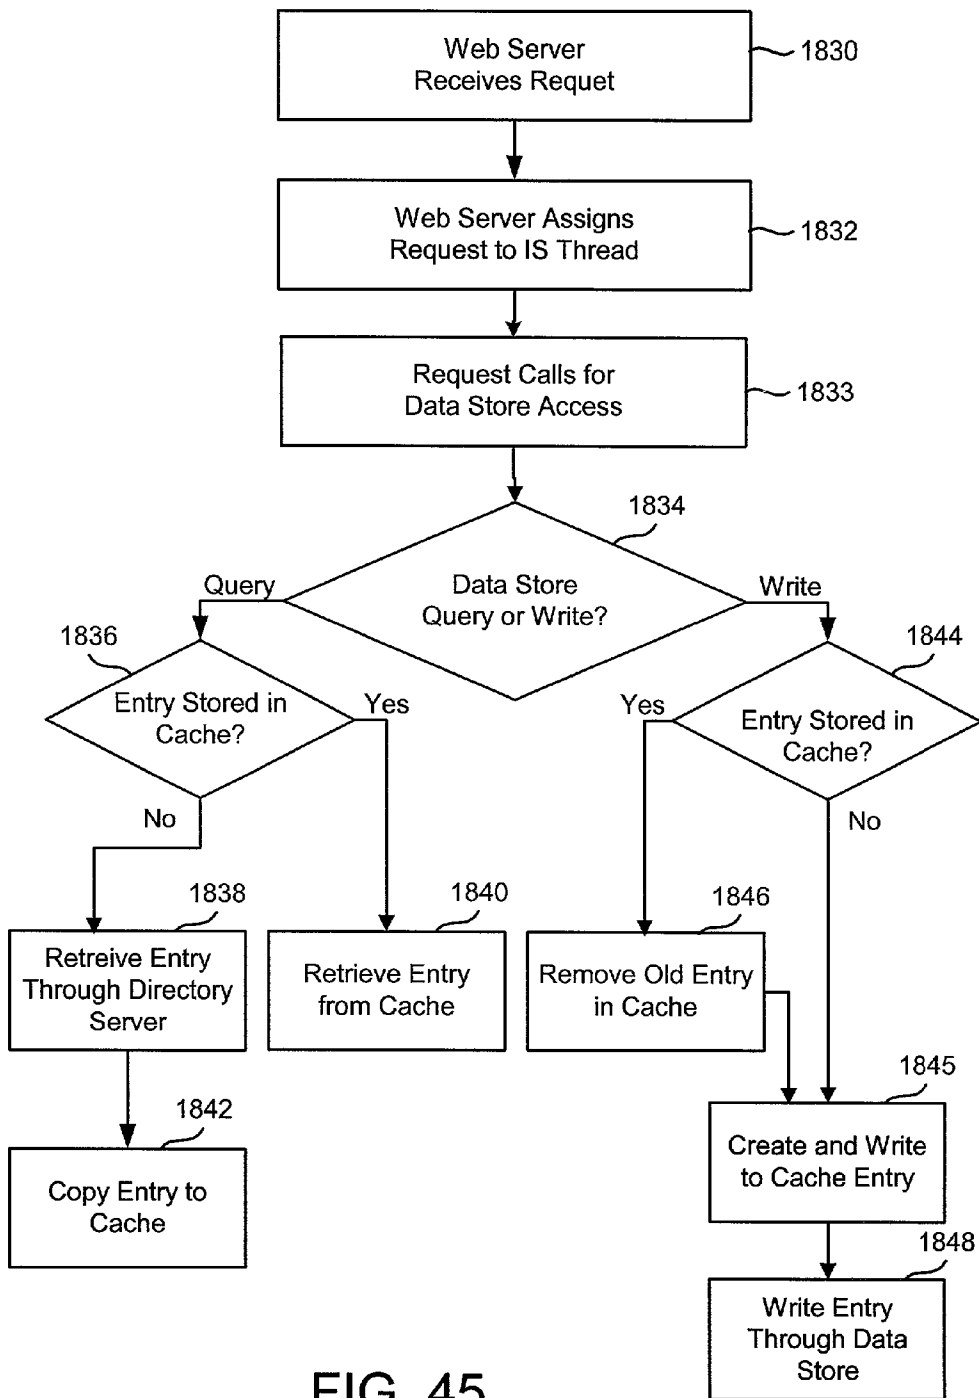 Web Server
Receives Requet
1830
Web Server Assigns
Request to IS Thread
1832
Request Calls for
Data Store Access
1833
1834
Data Store
Query or Write?
Query
Write
1836
Entry Stored in
Cache?
Yes
No
1844
Entry Stored in
Cache?
Yes
No
1838
Retreive Entry
Through Directory
Server
1840
Retrieve Entry
from Cache
1846
Remove Old Entry
in Cache
1842
Copy Entry to
Cache
1845
Create and Write
to Cache Entry
1848
Write Entry
Through Data
Store
FIG. 45